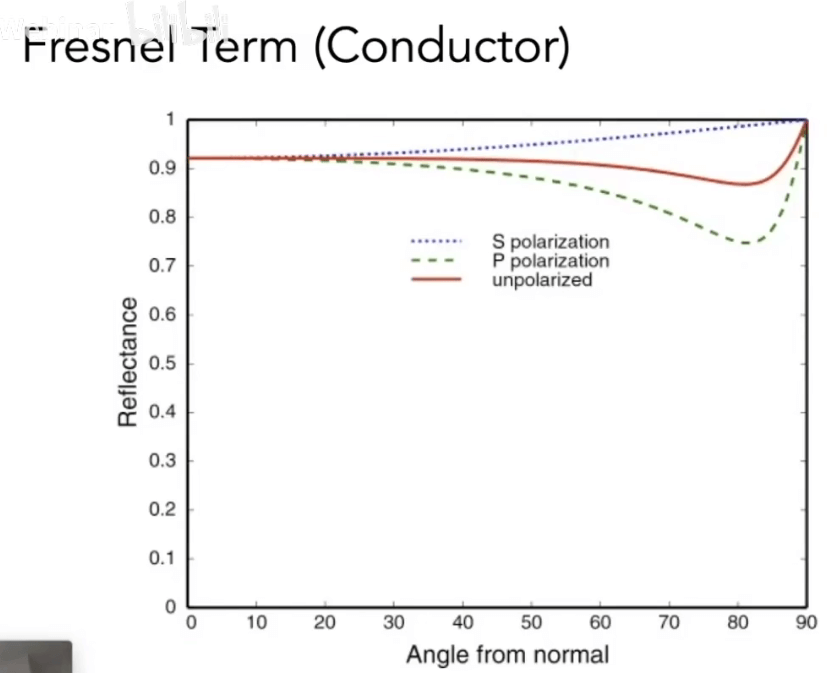 Webinar bilibili
Fresnel Term (Conductor)
1
0.9
0.8
0.7
0.6
0.5
0.4
0.3
0.2
0.1
0
Reflectance
S polarization
P polarization
unpolarized
0 10 20 30 40 50 60 70 80 90
Angle from normal